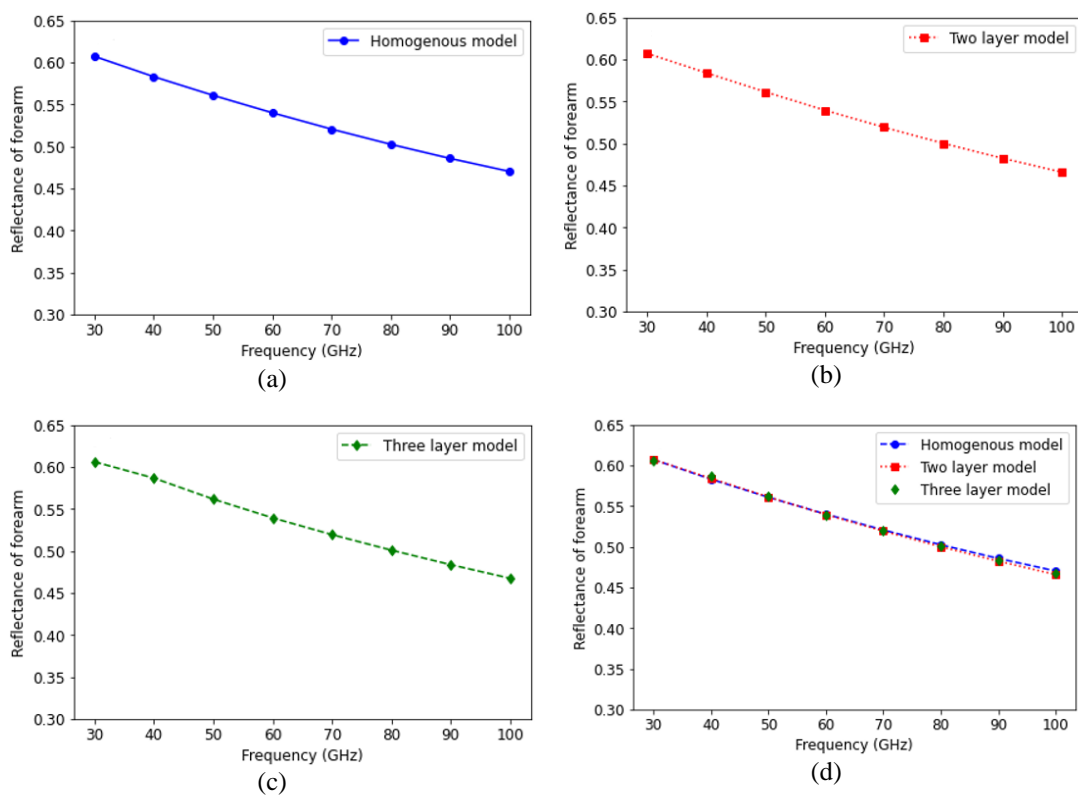 Homogenous model
0.65
0.60
0.55
0.50
0.45
0.40
0.35
0.30
Reflectance of forearm
30 40 50 60 70 80 90 100
Frequency (GHz)
(a)
Two layer model
0.65
0.60
0.55
0.50
0.45
0.40
0.35
0.30
Reflectance of forearm
30 40 50 60 70 80 90 100
Frequency (GHz)
(b)
Three layer model
0.65
0.60
0.55
0.50
0.45
0.40
0.35
0.30
Reflectance of forearm
30 40 50 60 70 80 90 100
Frequency (GHz)
(c)
Homogenous model
Two layer model
Three layer model
0.65
0.60
0.55
0.50
0.45
0.40
0.35
0.30
Reflectance of forearm
30 40 50 60 70 80 90 100
Frequency (GHz)
(d)